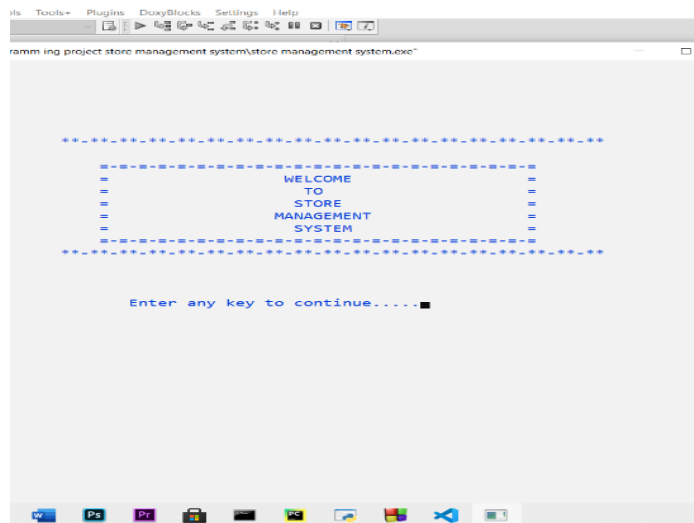 ols Tools+ Plugins DoxyBlocks Settings Help
ramm ing project store management system\store management system.exe"
**_**_**_**_**_**_**_**_**_**_**_**_**_**_**_**_**_**_**
=-=-=-=-=-=-=-=-=-=-=-=-=-=-=-=-=-=-=-=-=-=-=
= WELCOME =
= TO =
= STORE =
= MANAGEMENT =
= SYSTEM =
=-=-=-=-=-=-=-=-=-=-=-=-=-=-=-=-=-=-=-=-=-=-=
**_**_**_**_**_**_**_**_**_**_**_**_**_**_**_**_**_**_**
Enter any key to continue.....
W Ps Pr PC